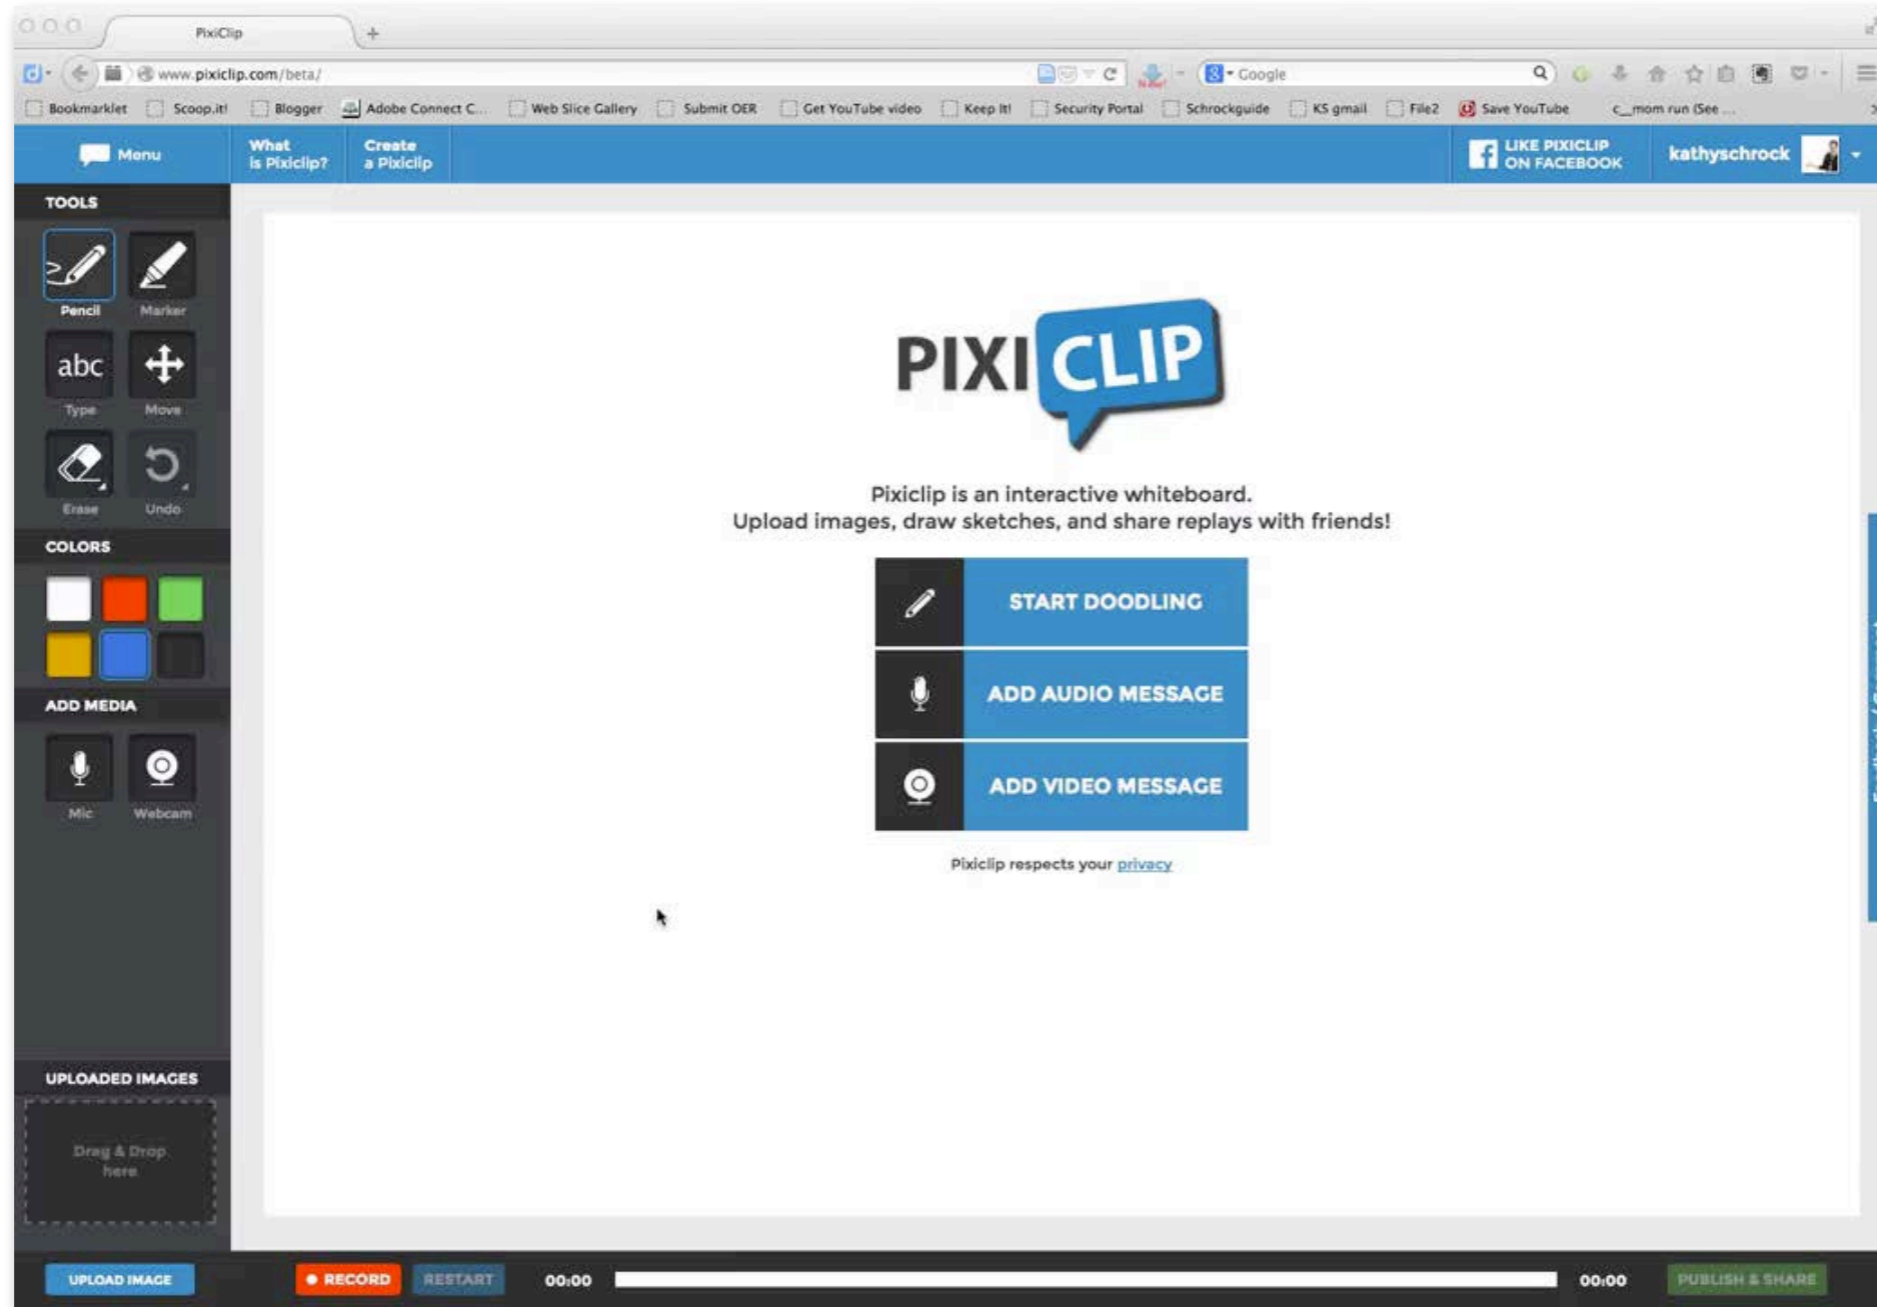 PixiClip
www.pixiclip.com/beta/
Google
Bookmarklet Scoop.it! Blogger Adobe Connect C... Web Slice Gallery Submit OER Get YouTube video Keep It! Security Portal Schrockguide KS gmail File2 Save YouTube c__mom run (See ...
Menu
What
is Pixiclip?
Create
a Pixiclip
LIKE PIXICLIP
ON FACEBOOK
kathyschrock
TOOLS
Pencil Marker
abc
Type Move
Erase Undo
COLORS
ADD MEDIA
Mic Webcam
UPLOADED IMAGES
Drag & Drop
here
PIXI CLIP
Pixiclip is an interactive whiteboard.
Upload images, draw sketches, and share replays with friends!
START DOODLING
ADD AUDIO MESSAGE
ADD VIDEO MESSAGE
Pixiclip respects your privacy
UPLOAD IMAGE
RECORD RESTART 00:00 00:00 PUBLISH & SHARE